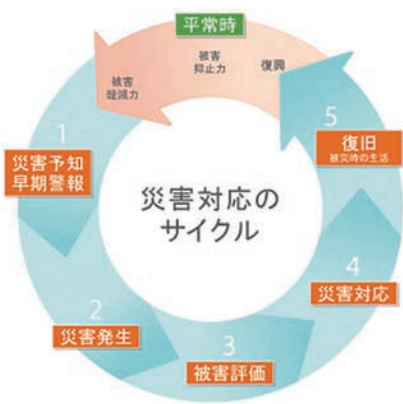 平常時
被害
軽減力
被害
抑止力
復興
1
災害予知
早期警報
2
災害発生
3
被害評価
4
災害対応
5
復旧
被災時の生活
災害対応の
サイクル